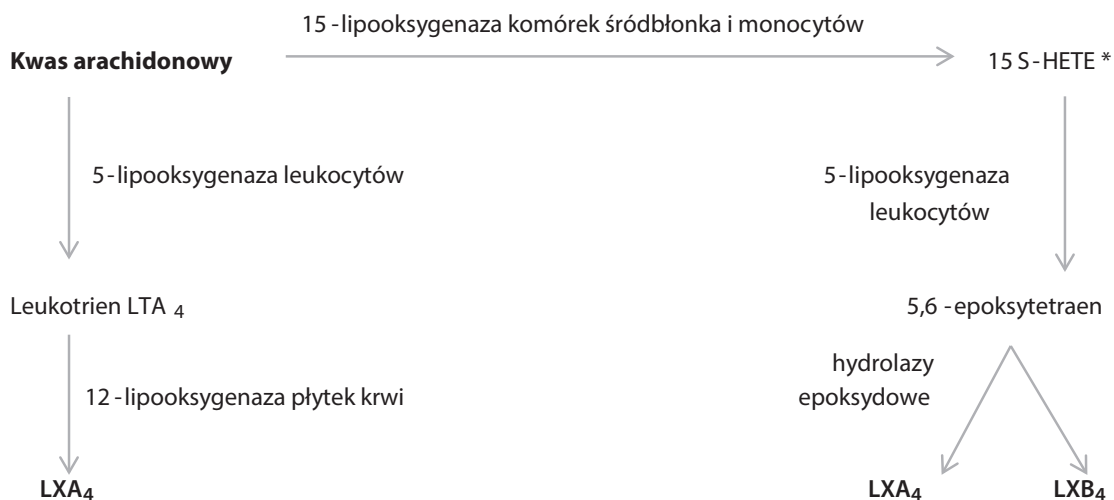 15-lipooksygenaza komórek śródbłonka i monocytów
Kwas arachidonowy
15 S-HETE *
5-lipooksygenaza leukocytów
5-lipooksygenaza
leukocytów
Leukotrien LTA 4
5,6 -epoksytetraen
hydrolazy
epoksydowe
12-lipooksygenaza płytek krwi
LXA4
LXA4
LXB4